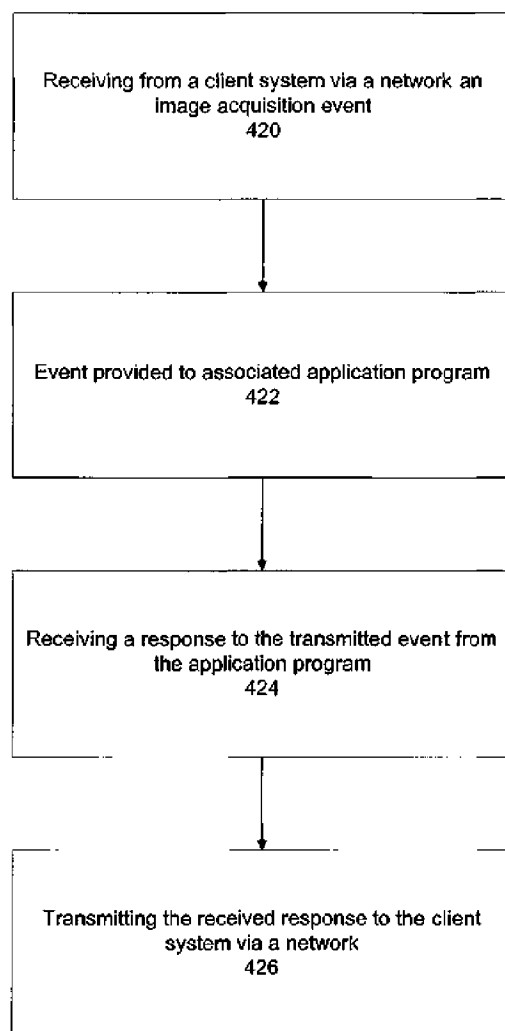 Receiving from a client system via a network an
image acquisition event
420
Event provided to associated application program
422
Receiving a response to the transmitted event from
the application program
424
Transmitting the received response to the client
system via a network
426